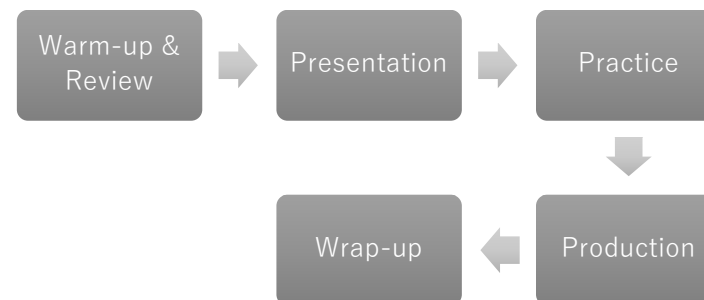 Warm-up &
Review
Presentation
Practice
Production
Wrap-up